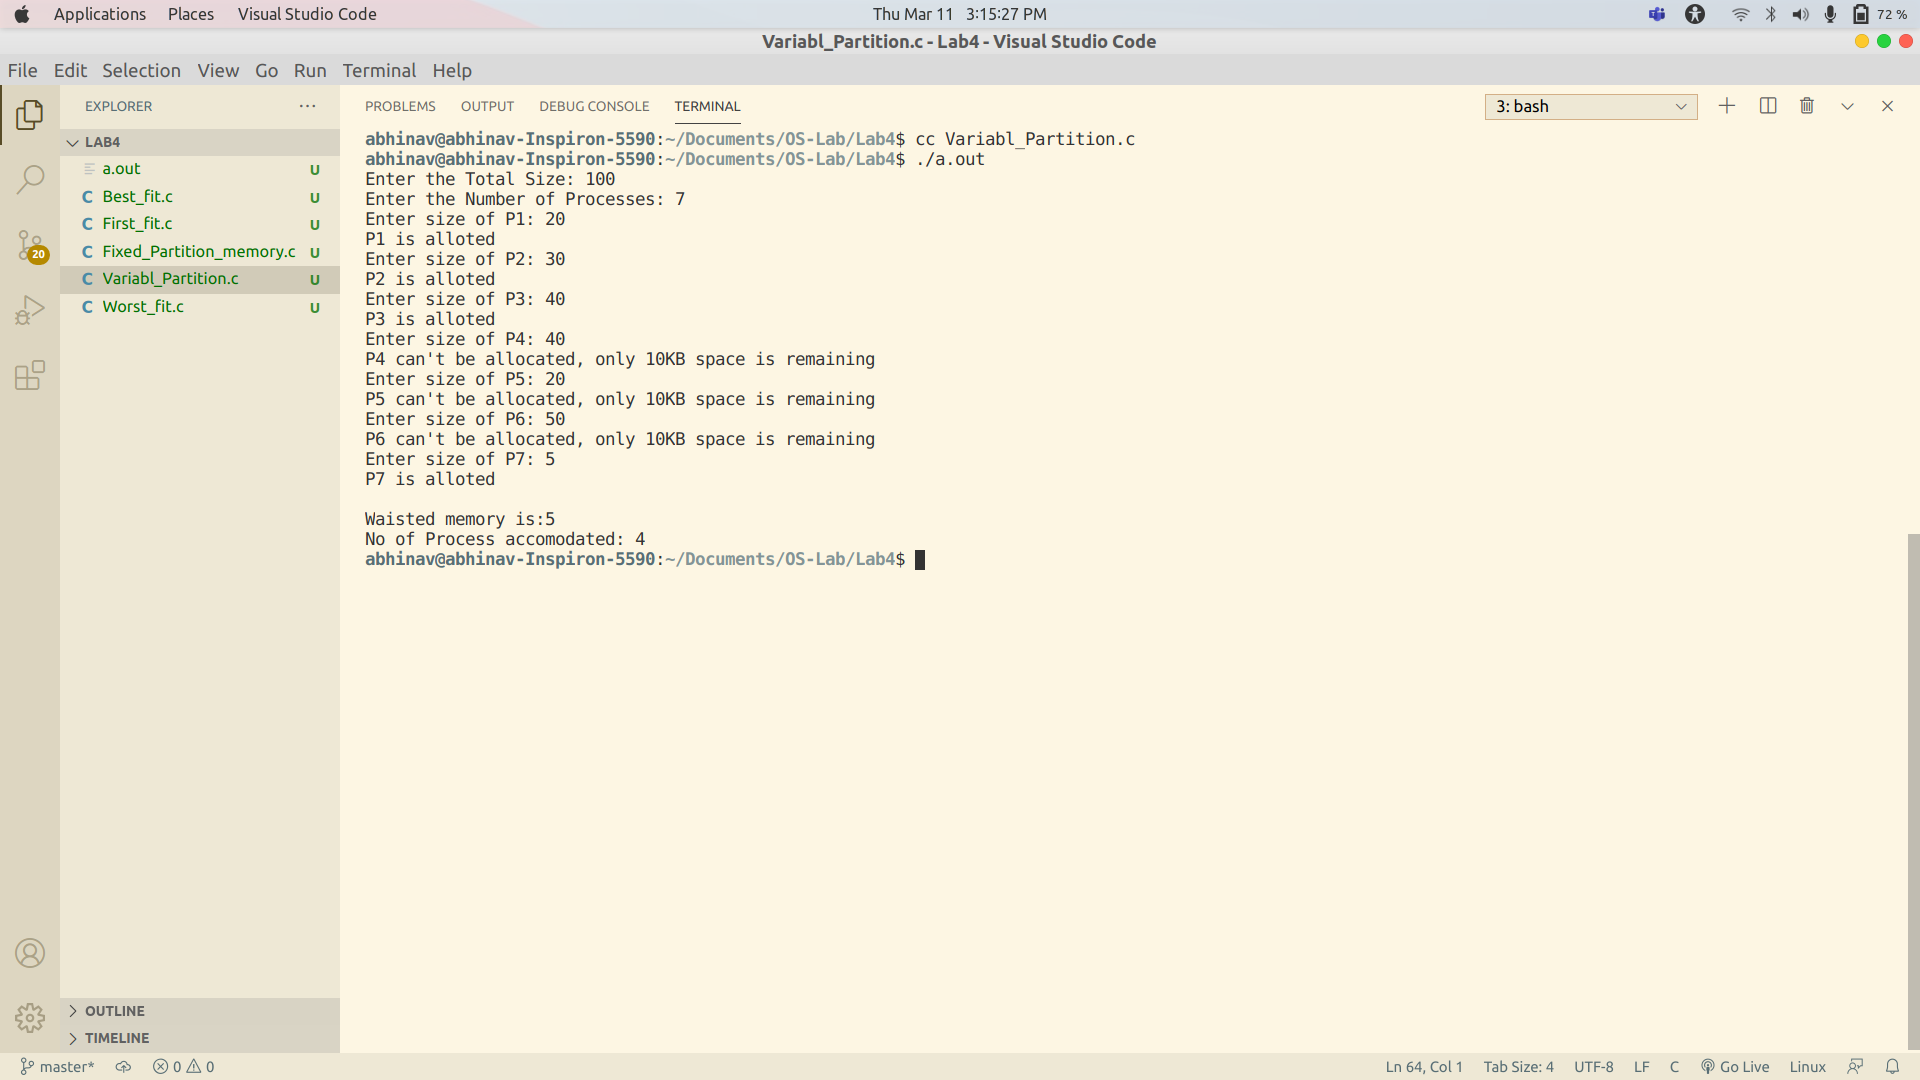 Applications Places Visual Studio Code Thu Mar 11 3:15:27 PM 72 %
Variabl_Partition.c - Lab4 - Visual Studio Code
File Edit Selection View Go Run Terminal Help
EXPLORER ···
LAB4
a.out U
C Best_fit.c U
C First_fit.c U
C Fixed_Partition_memory.c U
C Variabl_Partition.c U
C Worst_fit.c U
20
OUTLINE
TIMELINE
PROBLEMS OUTPUT DEBUG CONSOLE TERMINAL 3: bash
abhinav@abhinav-Inspiron-5590:~/Documents/OS-Lab/Lab4$ cc Variabl_Partition.c
abhinav@abhinav-Inspiron-5590:~/Documents/OS-Lab/Lab4$ ./a.out
Enter the Total Size: 100
Enter the Number of Processes: 7
Enter size of P1: 20
P1 is alloted
Enter size of P2: 30
P2 is alloted
Enter size of P3: 40
P3 is alloted
Enter size of P4: 40
P4 can't be allocated, only 10KB space is remaining
Enter size of P5: 20
P5 can't be allocated, only 10KB space is remaining
Enter size of P6: 50
P6 can't be allocated, only 10KB space is remaining
Enter size of P7: 5
P7 is alloted
Waisted memory is:5
No of Process accomodated: 4
abhinav@abhinav-Inspiron-5590:~/Documents/OS-Lab/Lab4$
master* 0 0 Ln 64, Col 1 Tab Size: 4 UTF-8 LF C Go Live Linux